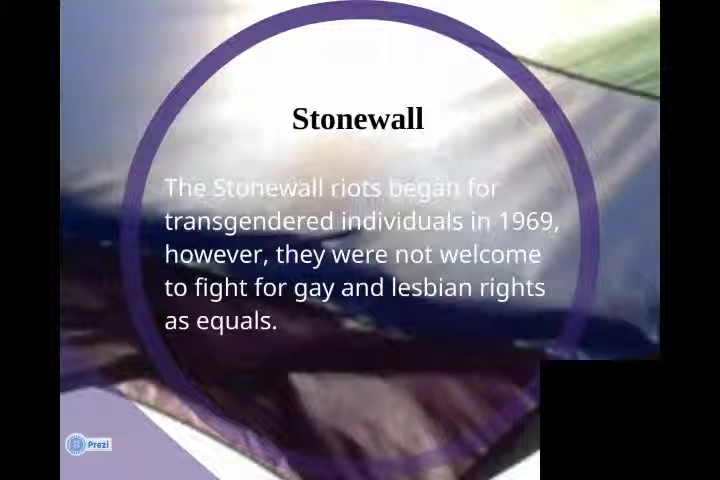 Stonewall
The Stonewall riots began for
transgendered individuals in 1969,
however, they were not welcome
to fight for gay and lesbian rights
as equals.
Prezi